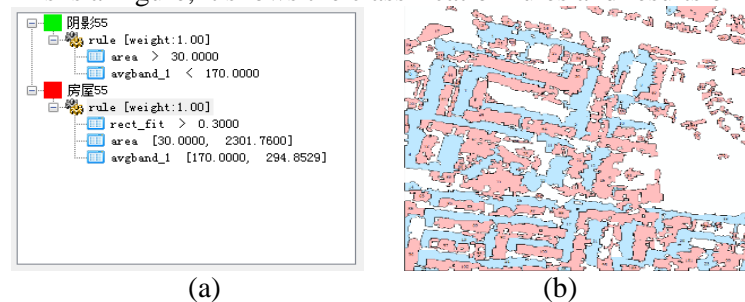 阴影55
rule [weight:1.00]
area > 30.0000
avgband_1 < 170.0000
房屋55
rule [weight:1.00]
rect_fit > 0.3000
area [30.0000, 2301.7600]
avgband_1 [170.0000, 294.8529]
(a) (b)